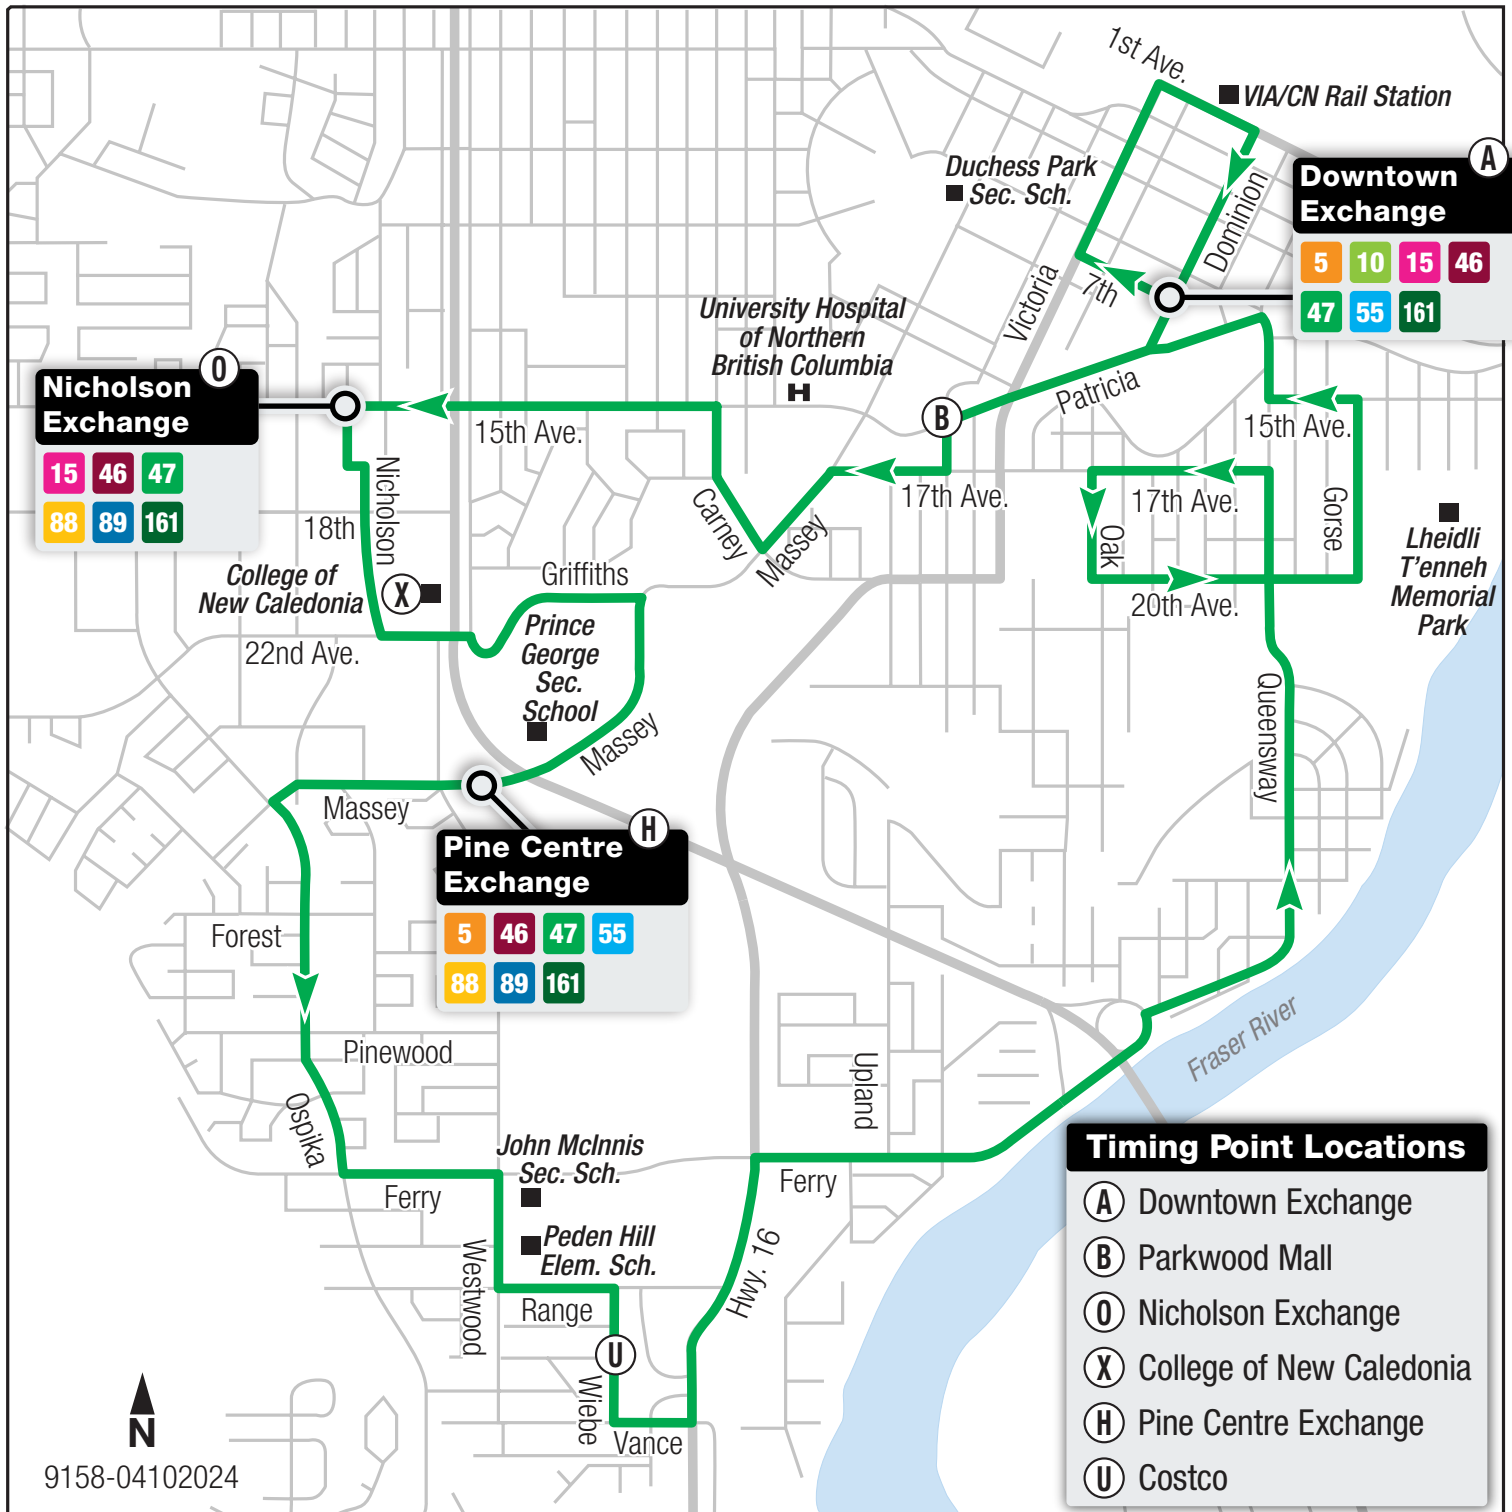 1st Ave.
VIA/CN Rail Station
A
Downtown
Exchange
5 10 15 46
47 55 161
Duchess Park
Sec. Sch.
Dominion
7th
Victoria
University Hospital
of Northern
British Columbia
H
O
Nicholson
Exchange
15 46 47
88 89 161
15th Ave.
B
Patricia
15th Ave.
17th Ave.
17th Ave.
Nicholson
18th
Carney
Massey
Oak
Gorse
20th Ave.
Lheidli
T'enneh
Memorial
Park
College of
New Caledonia
X
Griffiths
22nd Ave.
Prince
George
Sec.
School
Massey
Queensway
Massey
H
Pine Centre
Exchange
5 46 47 55
88 89 161
Forest
Pinewood
Ospika
Upland
Fraser River
John McInnis
Sec. Sch.
Ferry
Ferry
Peden Hill
Elem. Sch.
Westwood
Range
Hwy. 16
U
Wiebe
Vance
N
9158-04102024
Timing Point Locations
A Downtown Exchange
B Parkwood Mall
O Nicholson Exchange
X College of New Caledonia
H Pine Centre Exchange
U Costco